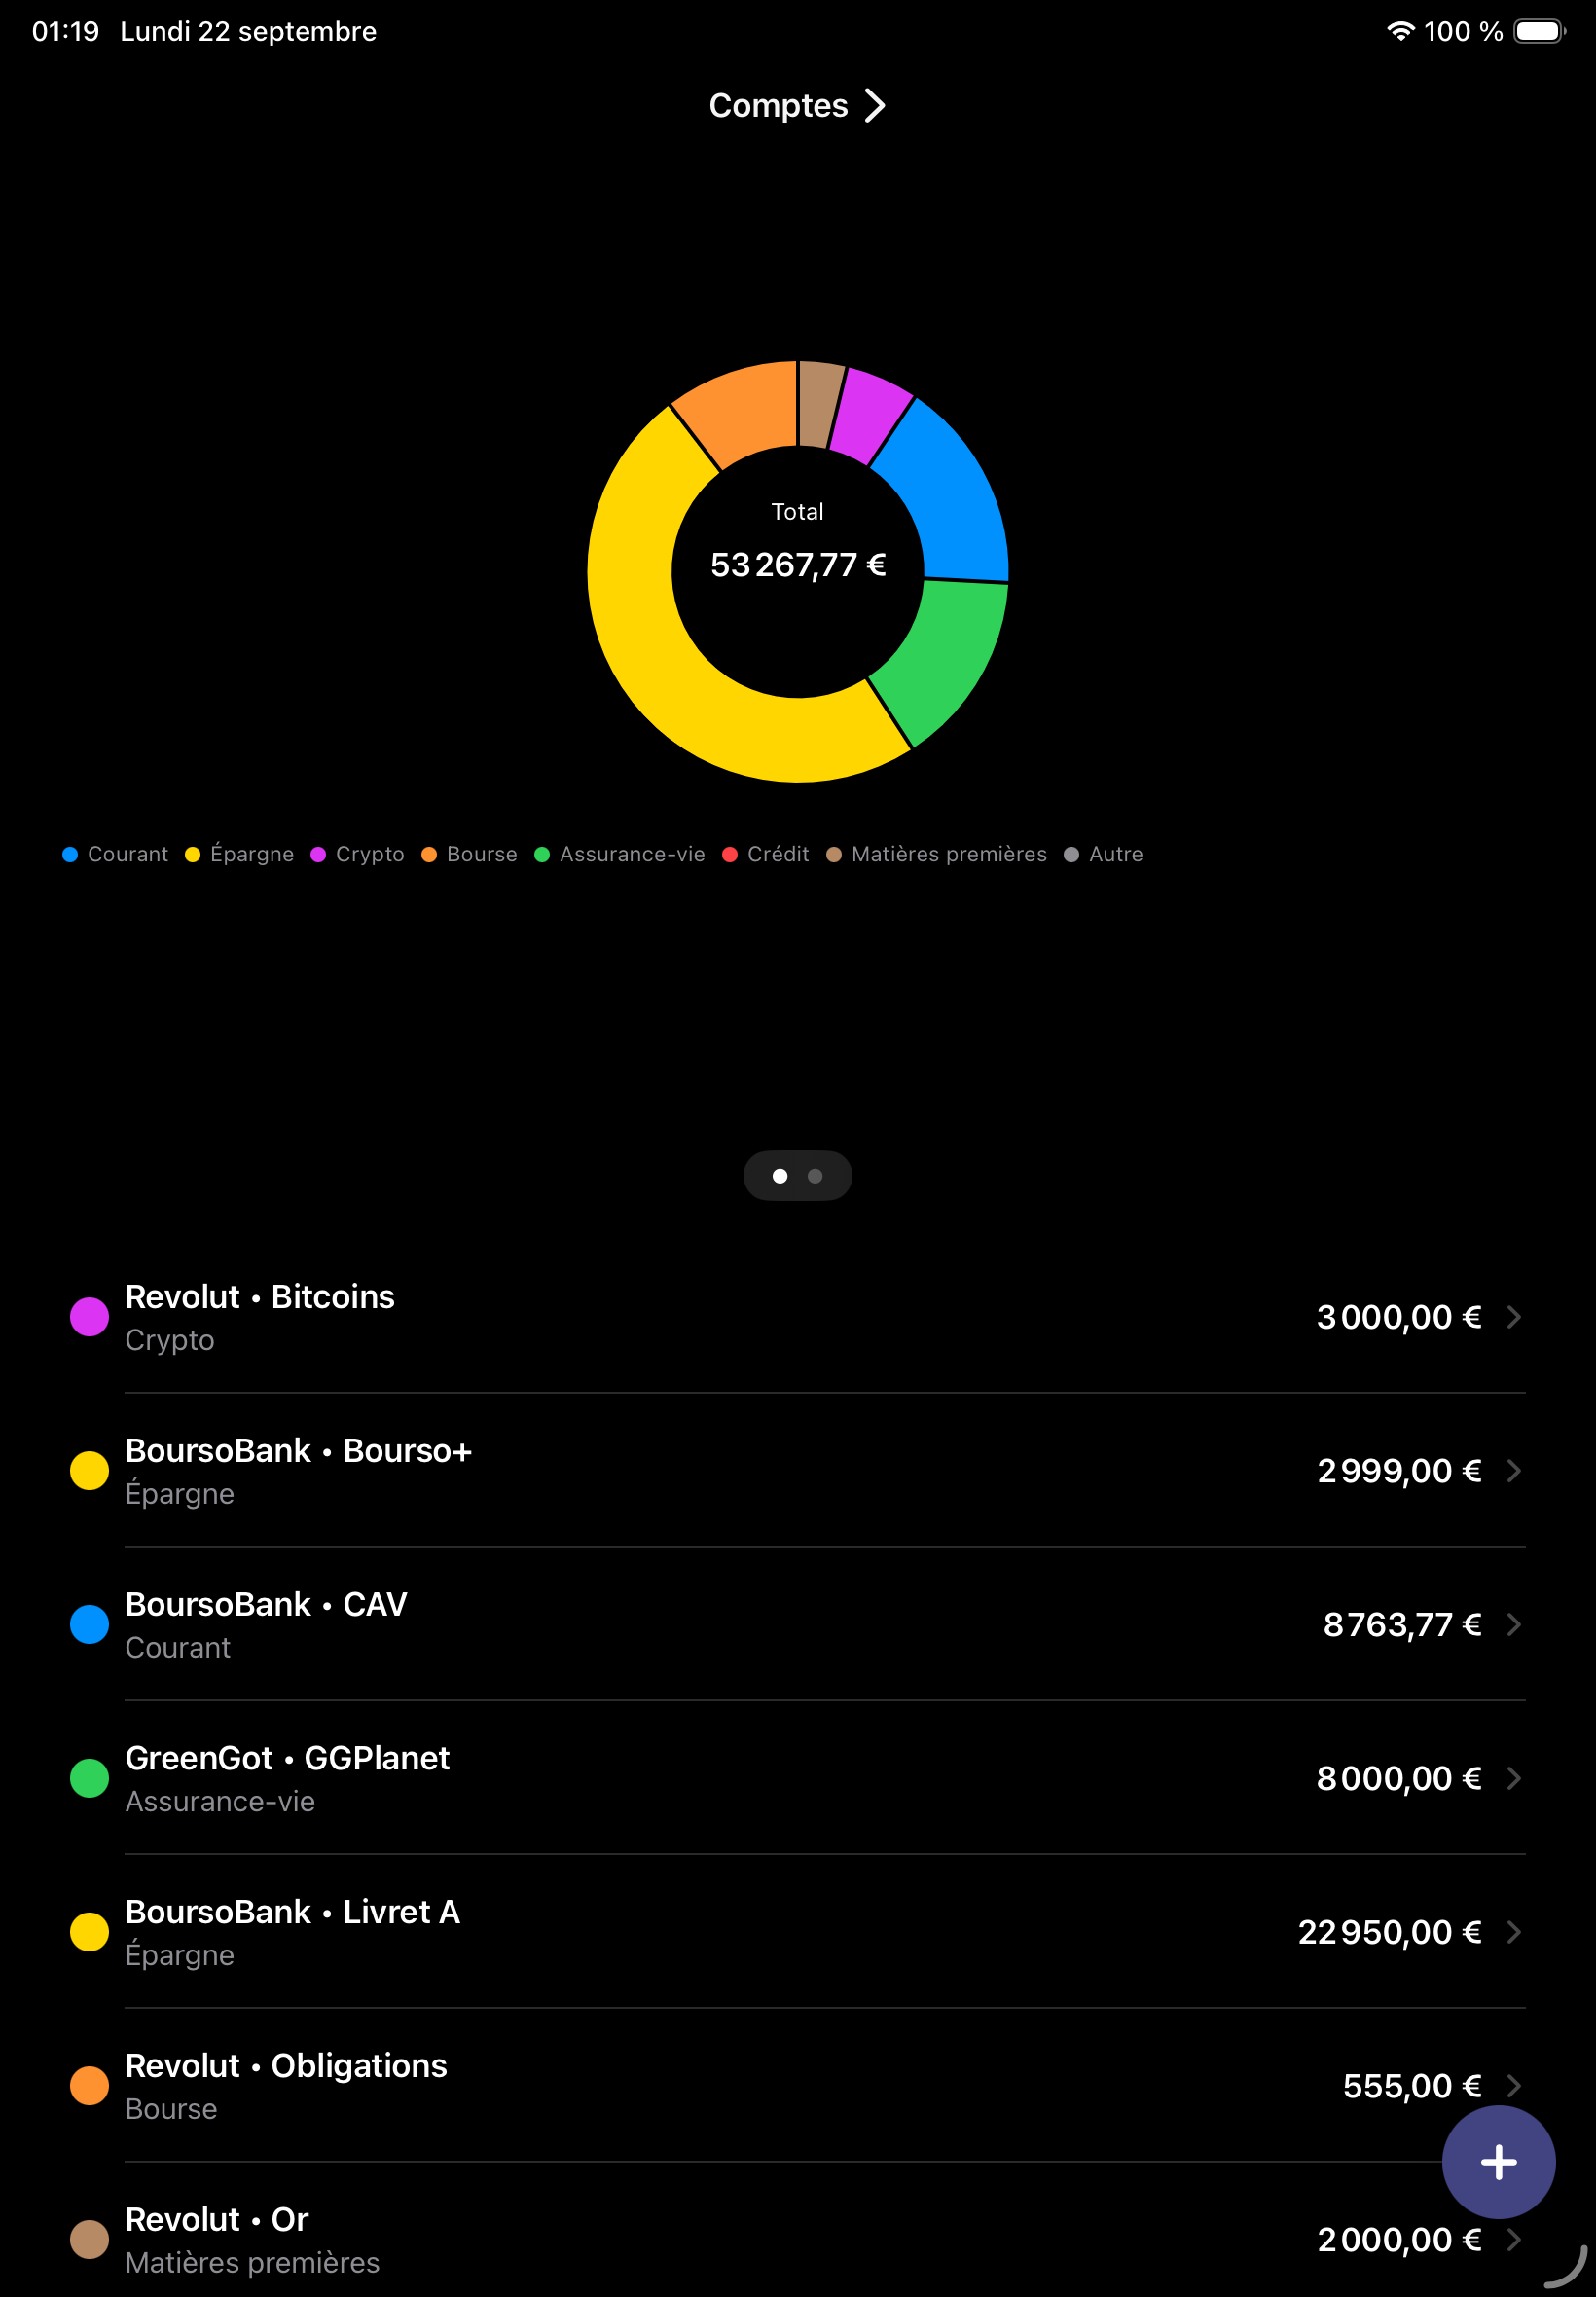 01:19 Lundi 22 septembre 100 %
Comptes
Total
53 267,77 €
Courant Épargne Crypto Bourse Assurance-vie Crédit Matières premières Autre
Revolut • Bitcoins
Crypto
3 000,00 €
BoursoBank • Bourso+
Épargne
2 999,00 €
BoursoBank • CAV
Courant
8 763,77 €
GreenGot • GGPlanet
Assurance-vie
8 000,00 €
BoursoBank • Livret A
Épargne
22 950,00 €
Revolut • Obligations
Bourse
555,00 €
Revolut • Or
Matières premières
2 000,00 €